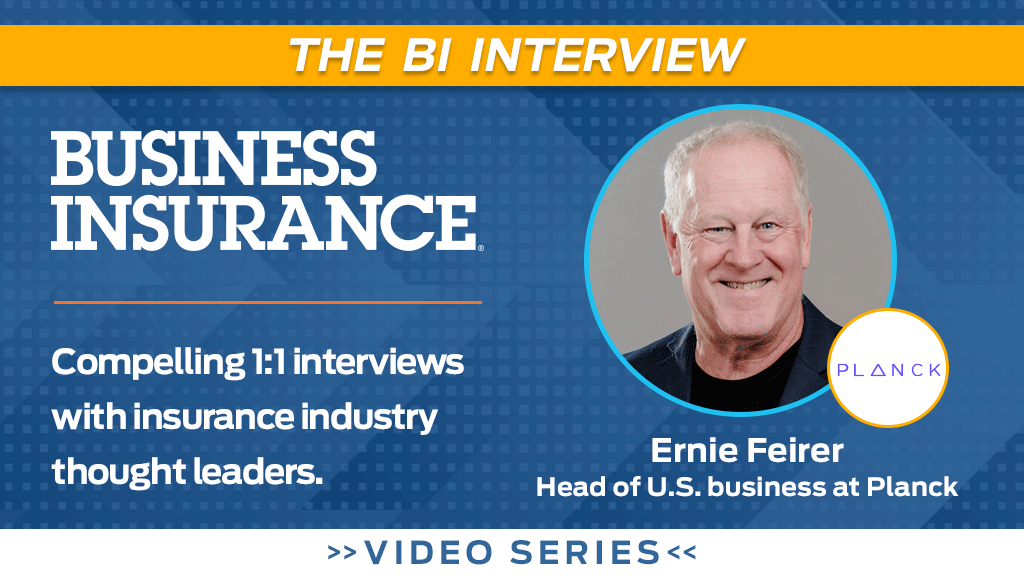 THE BI INTERVIEW
BUSINESS
INSURANCE®
Compelling 1:1 interviews
with insurance industry
thought leaders.
PLANCK
Ernie Feirer
Head of U.S. business at Planck
>> VIDEO SERIES <<